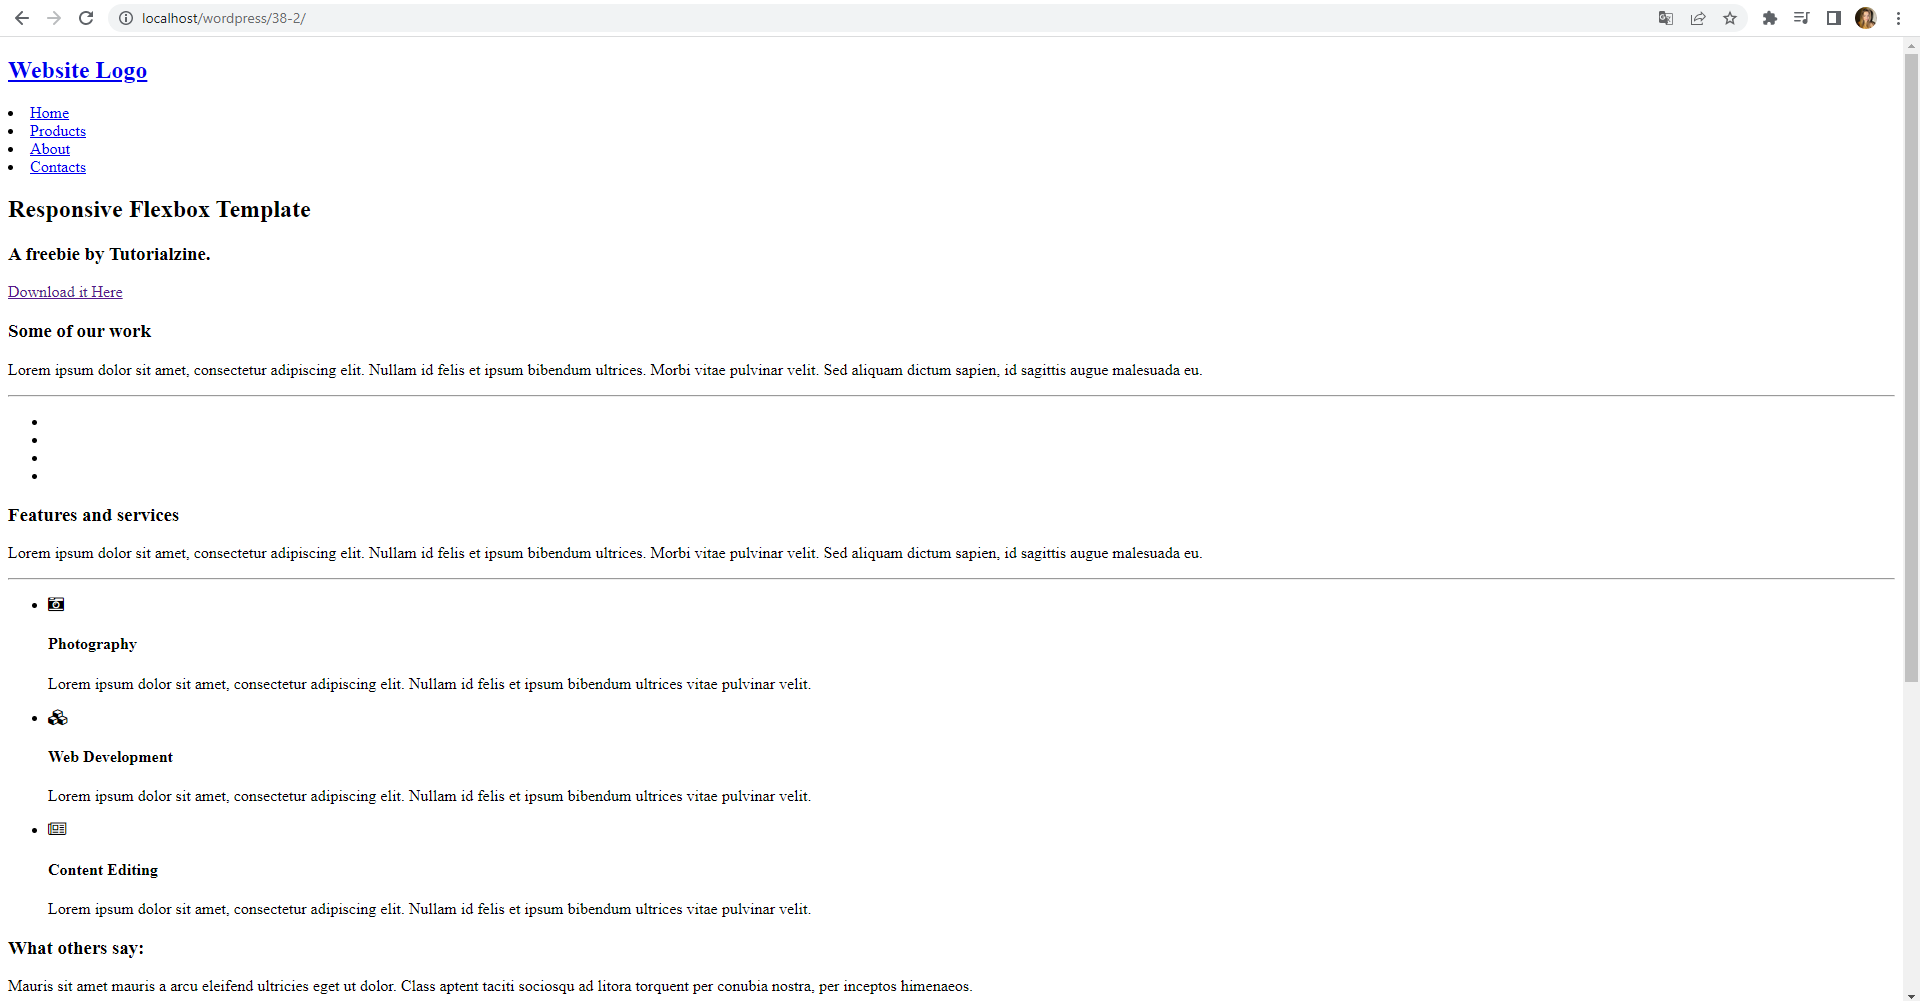 localhost/wordpress/38-2/
Website Logo
Home
Products
About
Contacts
Responsive Flexbox Template
A freebie by Tutorialzine.
Download it Here
Some of our work
Lorem ipsum dolor sit amet, consectetur adipiscing elit. Nullam id felis et ipsum bibendum ultrices. Morbi vitae pulvinar velit. Sed aliquam dictum sapien, id sagittis augue malesuada eu.
Features and services
Lorem ipsum dolor sit amet, consectetur adipiscing elit. Nullam id felis et ipsum bibendum ultrices. Morbi vitae pulvinar velit. Sed aliquam dictum sapien, id sagittis augue malesuada eu.
Photography
Lorem ipsum dolor sit amet, consectetur adipiscing elit. Nullam id felis et ipsum bibendum ultrices vitae pulvinar velit.
Web Development
Lorem ipsum dolor sit amet, consectetur adipiscing elit. Nullam id felis et ipsum bibendum ultrices vitae pulvinar velit.
Content Editing
Lorem ipsum dolor sit amet, consectetur adipiscing elit. Nullam id felis et ipsum bibendum ultrices vitae pulvinar velit.
What others say:
Mauris sit amet mauris a arcu eleifend ultricies eget ut dolor. Class aptent taciti sociosqu ad litora torquent per conubia nostra, per inceptos himenaeos.